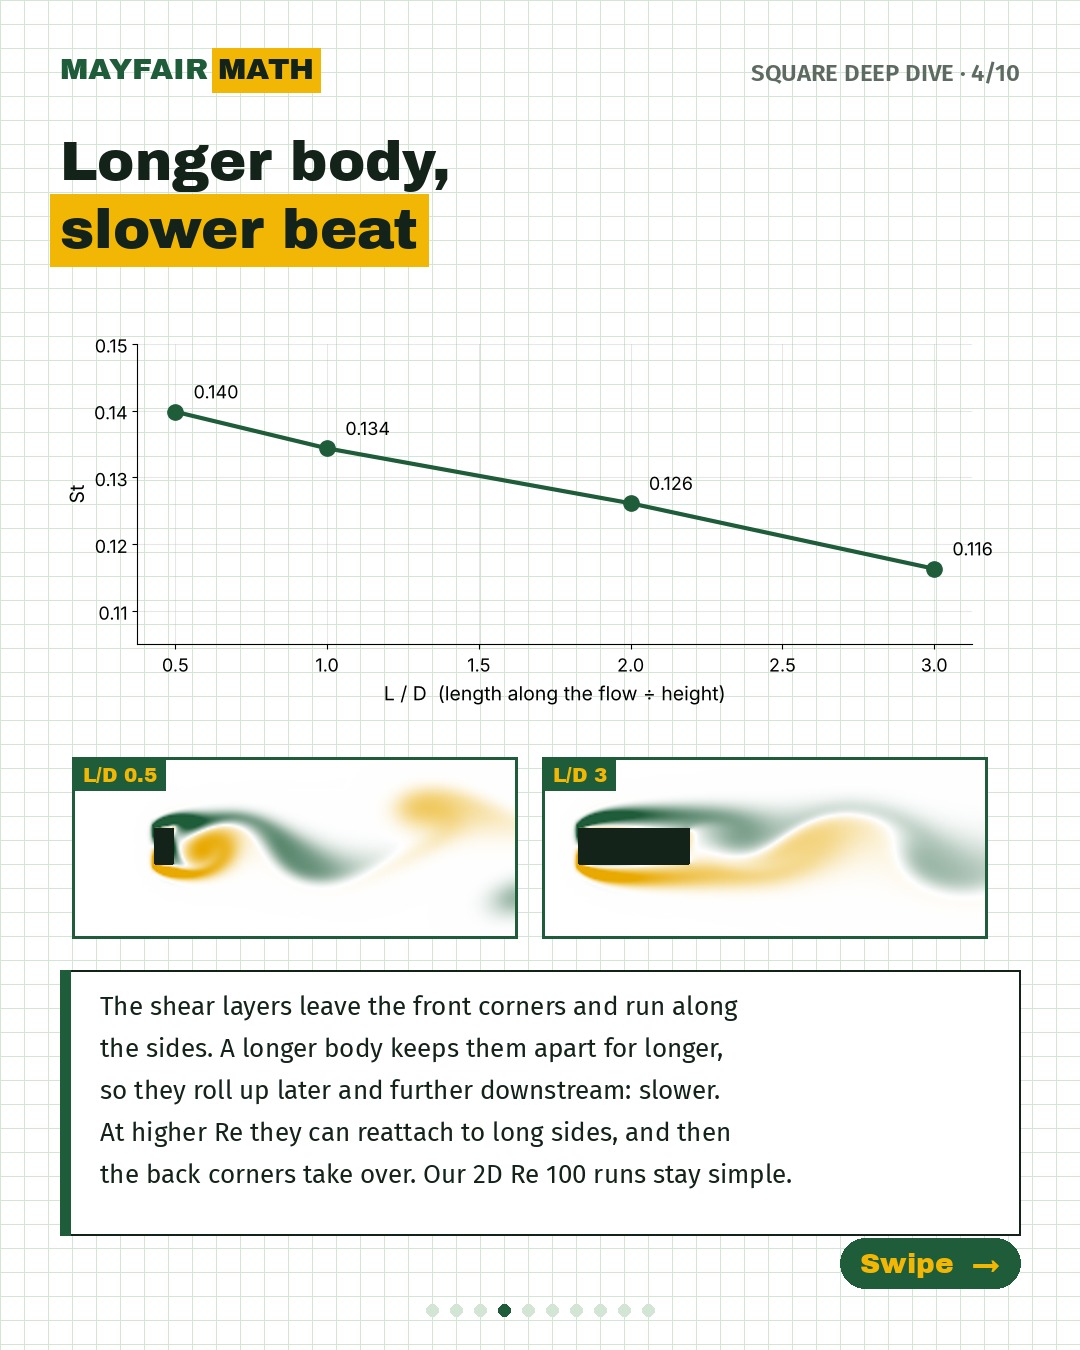 MAYFAIR MATH
SQUARE DEEP DIVE · 4/10
Longer body,
slower beat
0.15
0.14
0.13
0.12
0.11
St
0.140
0.134
0.126
0.116
0.5 1.0 1.5 2.0 2.5 3.0
L / D (length along the flow ÷ height)
L/D 0.5
L/D 3
The shear layers leave the front corners and run along
the sides. A longer body keeps them apart for longer,
so they roll up later and further downstream: slower.
At higher Re they can reattach to long sides, and then
the back corners take over. Our 2D Re 100 runs stay simple.
Swipe →